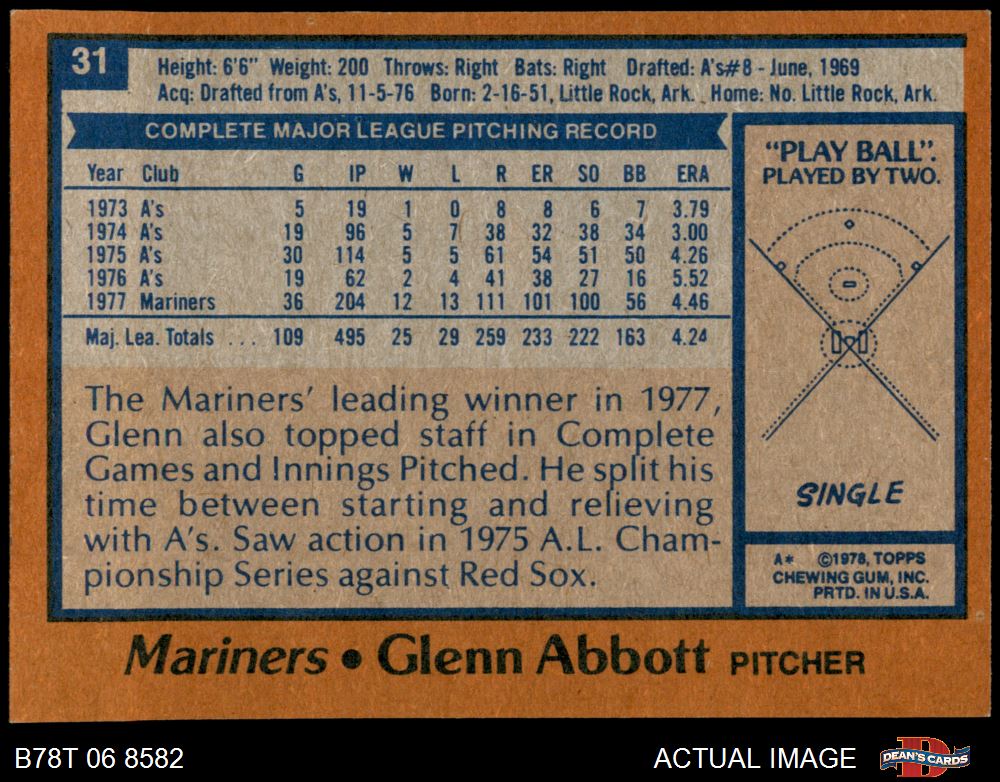 31
Height: 6'6" Weight: 200 Throws: Right Bats: Right Drafted: A's#8 - June, 1969
Acq: Drafted from A's, 11-5-76 Born: 2-16-51, Little Rock, Ark. Home: No. Little Rock, Ark.
COMPLETE MAJOR LEAGUE PITCHING RECORD
Year Club G IP W L R ER SO BB ERA
1973 A's 5 19 1 0 8 8 6 7 3.79
1974 A's 19 96 5 7 38 32 38 34 3.00
1975 A's 30 114 5 5 61 54 51 50 4.26
1976 A's 19 62 2 4 41 38 27 16 5.52
1977 Mariners 36 204 12 13 111 101 100 56 4.46
Maj. Lea. Totals ... 109 495 25 29 259 233 222 163 4.24
The Mariners' leading winner in 1977,
Glenn also topped staff in Complete
Games and Innings Pitched. He split his
time between starting and relieving
with A's. Saw action in 1975 A.L. Cham-
pionship Series against Red Sox.
"PLAY BALL".
PLAYED BY TWO.
SINGLE
A* ©1978, TOPPS
CHEWING GUM, INC.
PRTD. IN U.S.A.
Mariners • Glenn Abbott PITCHER
B78T 06 8582
ACTUAL IMAGE
DEAN'S CARDS